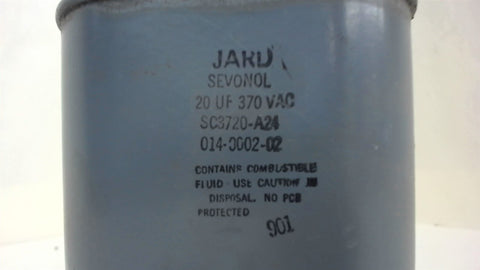 JARD
SEVONOL
20 UF 370 VAC
SC3720-A24
014-0002-02
CONTAINS COMBUSTIBLE
FLUID - USE CAUTION IN
DISPOSAL. NO PCB
PROTECTED
901